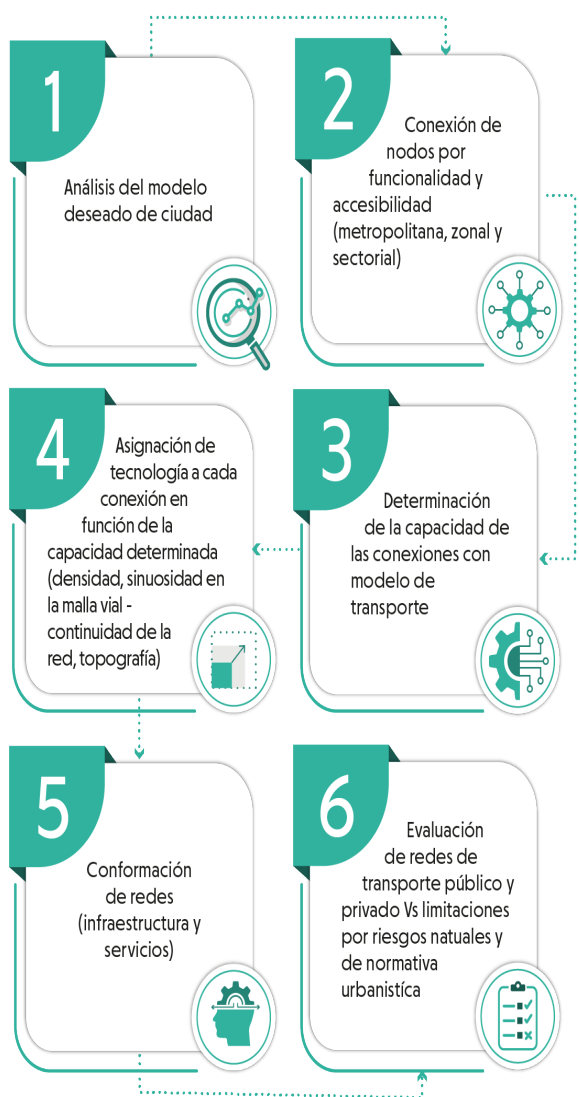 1
Análisis del modelo
deseado de ciudad
2
Conexión de
nodos por
funcionalidad y
accesibilidad
(metropolitana, zonal y
sectorial)
3
Determinación
de la capacidad de
las conexiones con
modelo de
transporte
4
Asignación de
tecnología a cada
conexión en
función de la
capacidad determinada
(densidad, sinuosidad en
la malla vial -
continuidad de la
red, topografía)
5
Conformación
de redes
(infraestructura y
servicios)
6
Evaluación
de redes de
transporte público y
privado Vs limitaciones
por riesgos natuales y
de normativa
urbanistíca